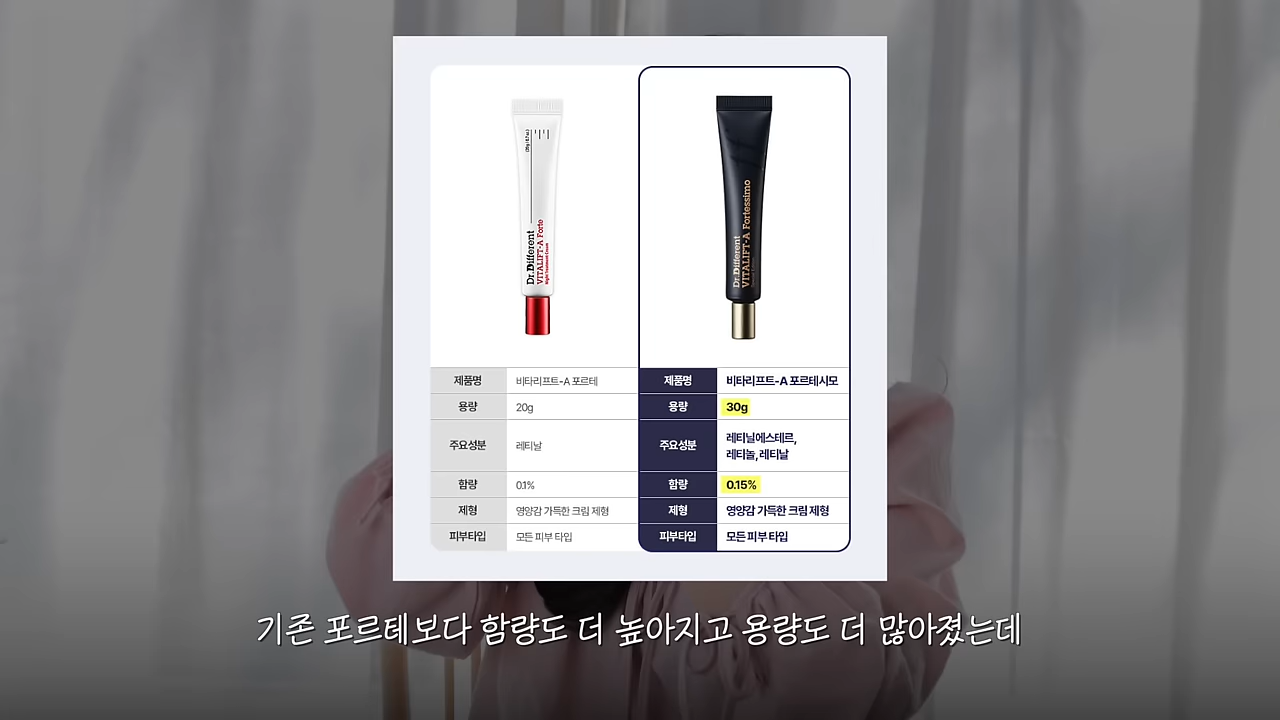 Dr.Different
VITALIFT-A Forte
Night Treatment Cream
Dr.Different
VITALIFT-A Fortessimo
제품명 비타리프트-A 포르테
용량 20g
주요성분 레티날
함량 0.1%
제형 영양감 가득한 크림 제형
피부타입 모든 피부 타입
제품명 비타리프트-A 포르테시모
용량 30g
주요성분 레티닐에스테르,
레티놀, 레티날
함량 0.15%
제형 영양감 가득한 크림 제형
피부타입 모든 피부 타입
기존 포르테보다 함량도 더 높아지고 용량도 더 많아졌는데